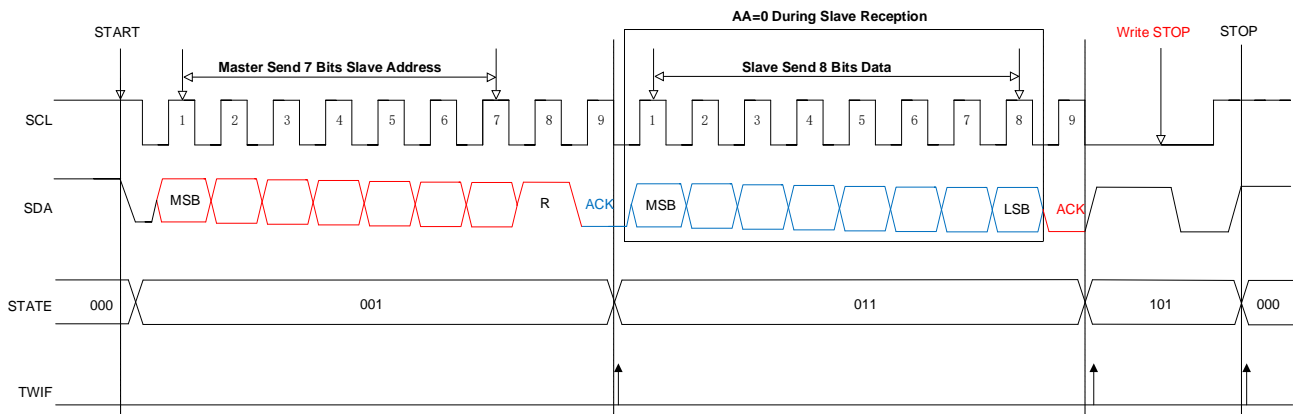 AA=0 During Slave Reception
START
Write STOP
STOP
Master Send 7 Bits Slave Address
Slave Send 8 Bits Data
SCL
1 2 3 4 5 6 7 8 9 1 2 3 4 5 6 7 8 9
SDA
MSB R ACK MSB LSB ACK
STATE 000 001 011 101 000
TWIF